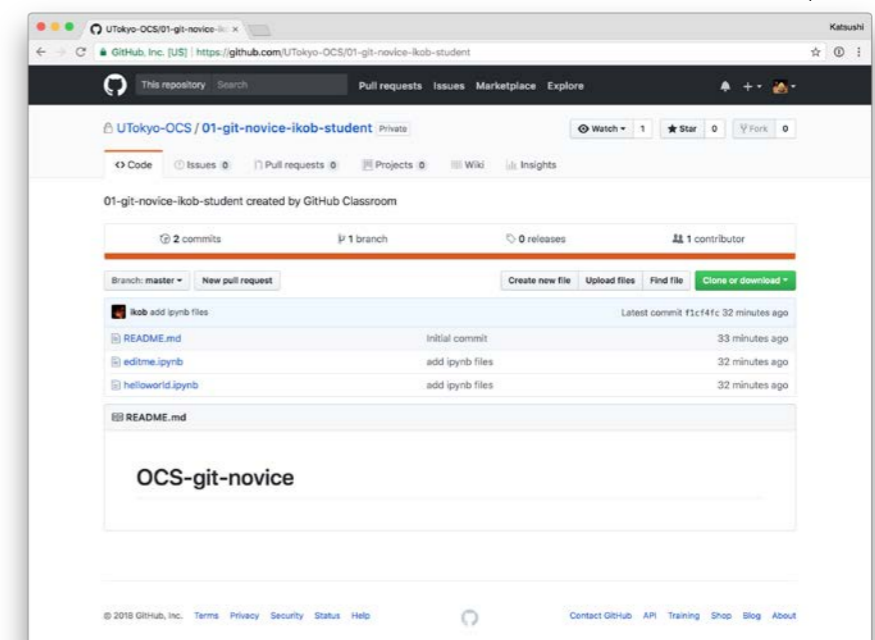 UTokyo-OCS/01-git-novice-ik × Katsushi
GitHub, Inc. [US] | https://github.com/UTokyo-OCS/01-git-novice-ikob-student
This repository Search Pull requests Issues Marketplace Explore
UTokyo-OCS / 01-git-novice-ikob-student Private Watch 1 Star 0 Fork 0
Code Issues 0 Pull requests 0 Projects 0 Wiki Insights
01-git-novice-ikob-student created by GitHub Classroom
2 commits 1 branch 0 releases 1 contributor
Branch: master New pull request Create new file Upload files Find file Clone or download
ikob add ipynb files Latest commit f1cf4fc 32 minutes ago
README.md Initial commit 33 minutes ago
editme.ipynb add ipynb files 32 minutes ago
helloworld.ipynb add ipynb files 32 minutes ago
README.md
OCS-git-novice
© 2018 GitHub, Inc. Terms Privacy Security Status Help Contact GitHub API Training Shop Blog About